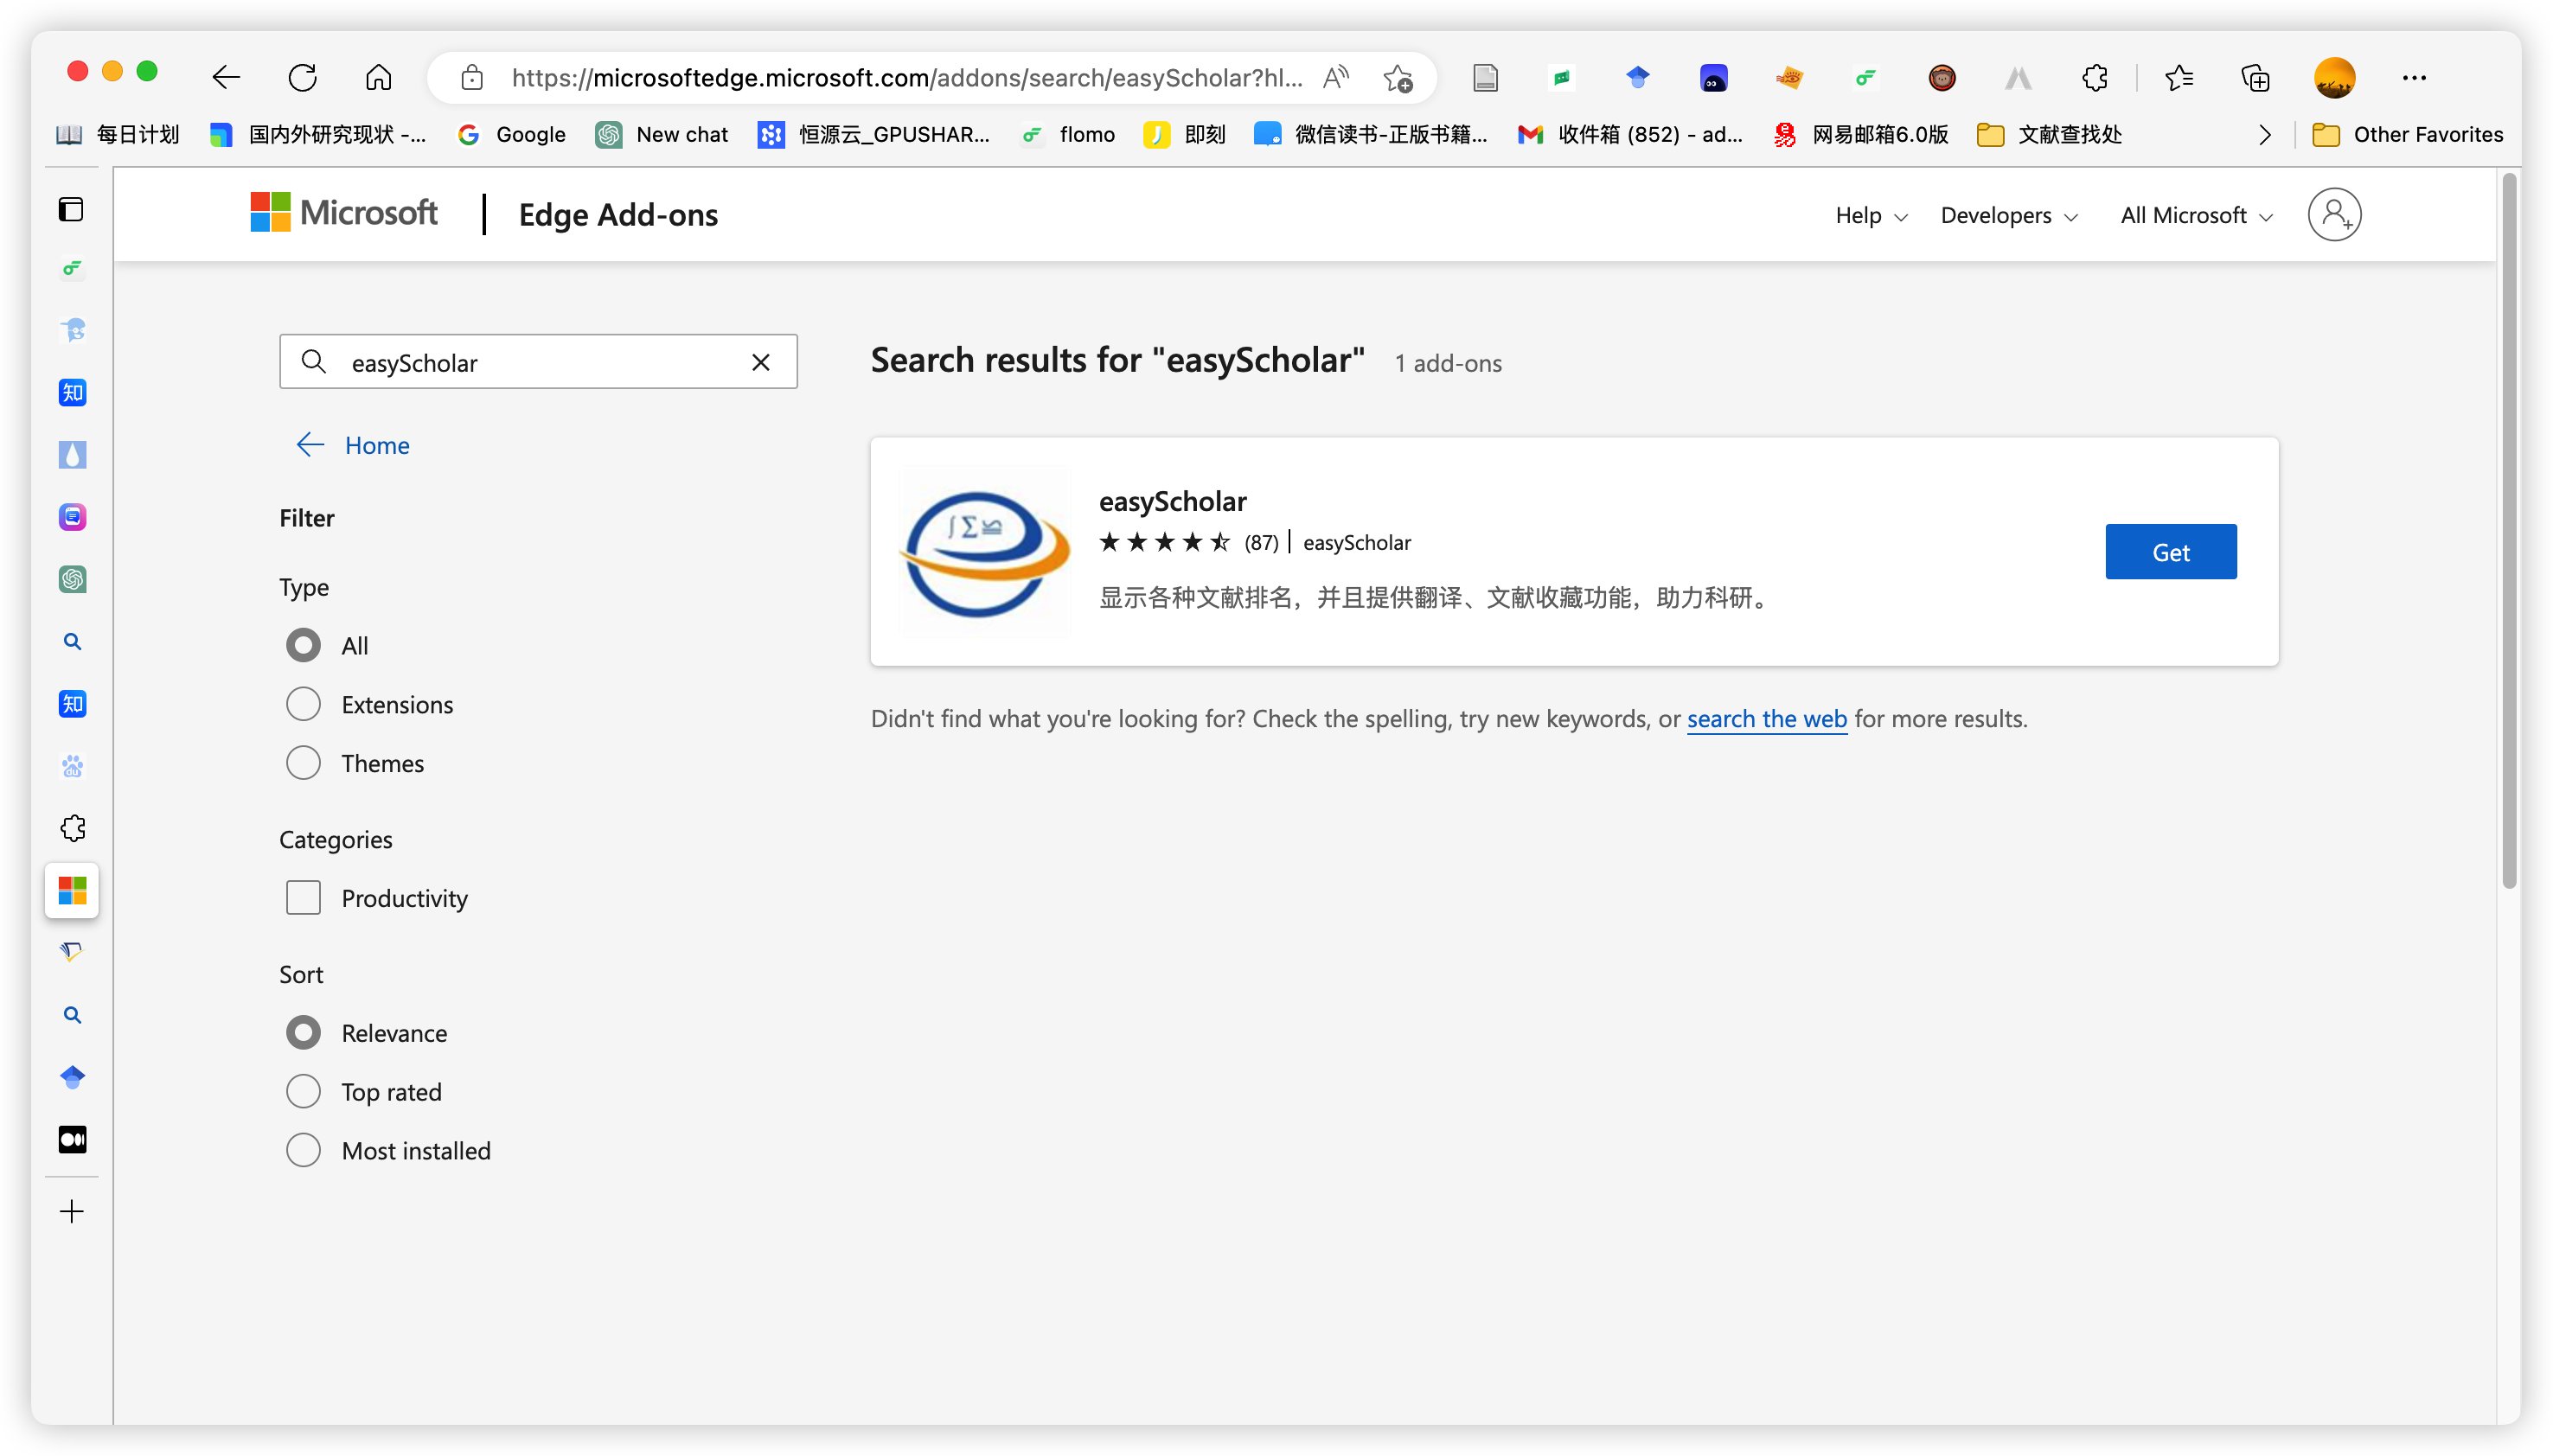 https://microsoftedge.microsoft.com/addons/search/easyScholar?hl...
每日计划
国内外研究现状 -...
Google
New chat
恒源云_GPUSHAR...
flomo
即刻
微信读书-正版书籍...
收件箱 (852) - ad...
网易邮箱6.0版
文献查找处
Other Favorites
Microsoft
Edge Add-ons
Help
Developers
All Microsoft
easyScholar
Search results for "easyScholar"
1 add-ons
Home
easyScholar
(87)
easyScholar
显示各种文献排名，并且提供翻译、文献收藏功能，助力科研。
Get
Didn't find what you're looking for? Check the spelling, try new keywords, or search the web for more results.
Filter
Type
All
Extensions
Themes
Categories
Productivity
Sort
Relevance
Top rated
Most installed
知
知
du